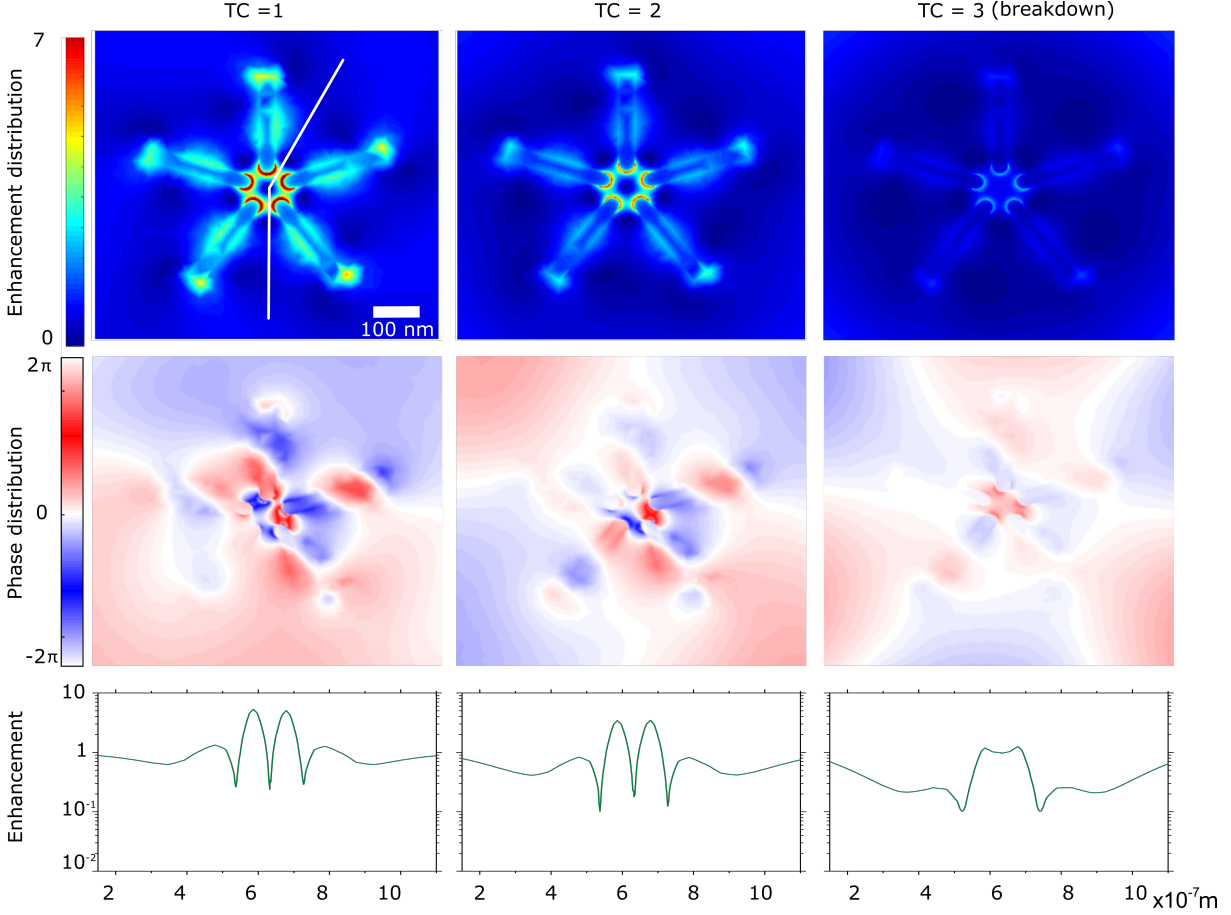 TC =1
TC = 2
TC = 3 (breakdown)
Enhancement distribution
7
0
100 nm
Phase distribution
2π
0
-2π
Enhancement
10
1
10-1
10-2
2 4 6 8 10
2 4 6 8 10
2 4 6 8 10 x10-7m